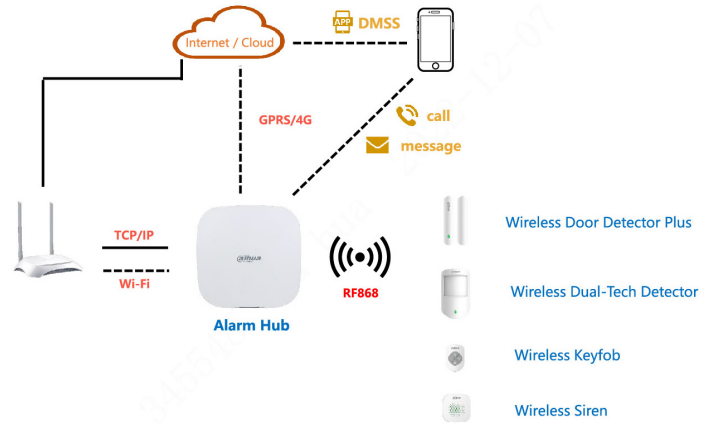 APP DMSS
Internet / Cloud
GPRS/4G
call
message
TCP/IP
Wi-Fi
alhua
RF868
Alarm Hub
Wireless Door Detector Plus
Wireless Dual-Tech Detector
Wireless Keyfob
Wireless Siren